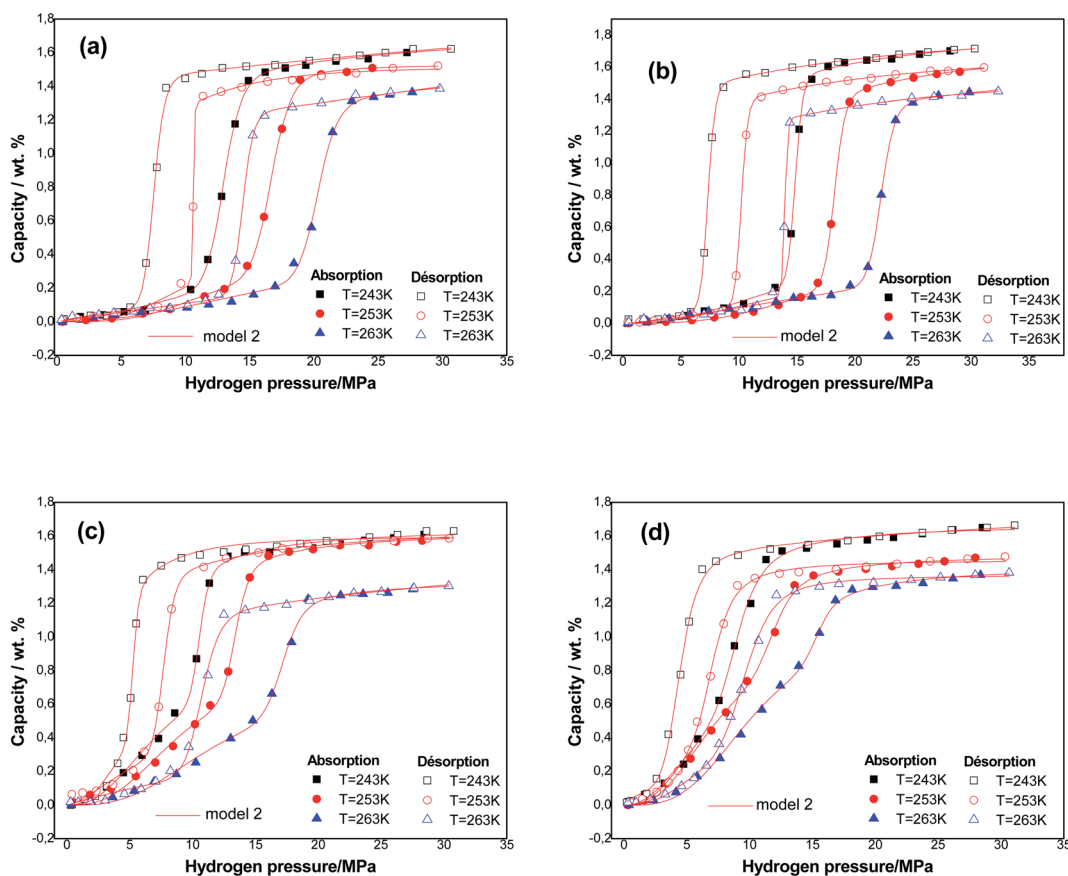 (a)
1,8
1,6
1,4
1,2
1,0
0,8
0,6
0,4
0,2
0,0
-0,2
Capacity / wt. %
Absorption Désorption
T=243K T=243K
T=253K T=253K
T=263K T=263K
model 2
0 5 10 15 20 25 30 35
Hydrogen pressure/MPa
(b)
1,8
1,6
1,4
1,2
1,0
0,8
0,6
0,4
0,2
0,0
-0,2
Capacity / wt. %
Absorption Désorption
T=243K T=243K
T=253K T=253K
T=263K T=263K
model 2
0 5 10 15 20 25 30 35
Hydrogen pressure/MPa
(c)
1,8
1,6
1,4
1,2
1,0
0,8
0,6
0,4
0,2
0,0
-0,2
Capacity / wt. %
Absorption Désorption
T=243K T=243K
T=253K T=253K
T=263K T=263K
model 2
0 5 10 15 20 25 30 35
Hydrogen pressure/MPa
(d)
1,8
1,6
1,4
1,2
1,0
0,8
0,6
0,4
0,2
0,0
-0,2
Capacity / wt. %
Absorption Désorption
T=243K T=243K
T=253K T=253K
T=263K T=263K
model 2
0 5 10 15 20 25 30 35
Hydrogen pressure/MPa